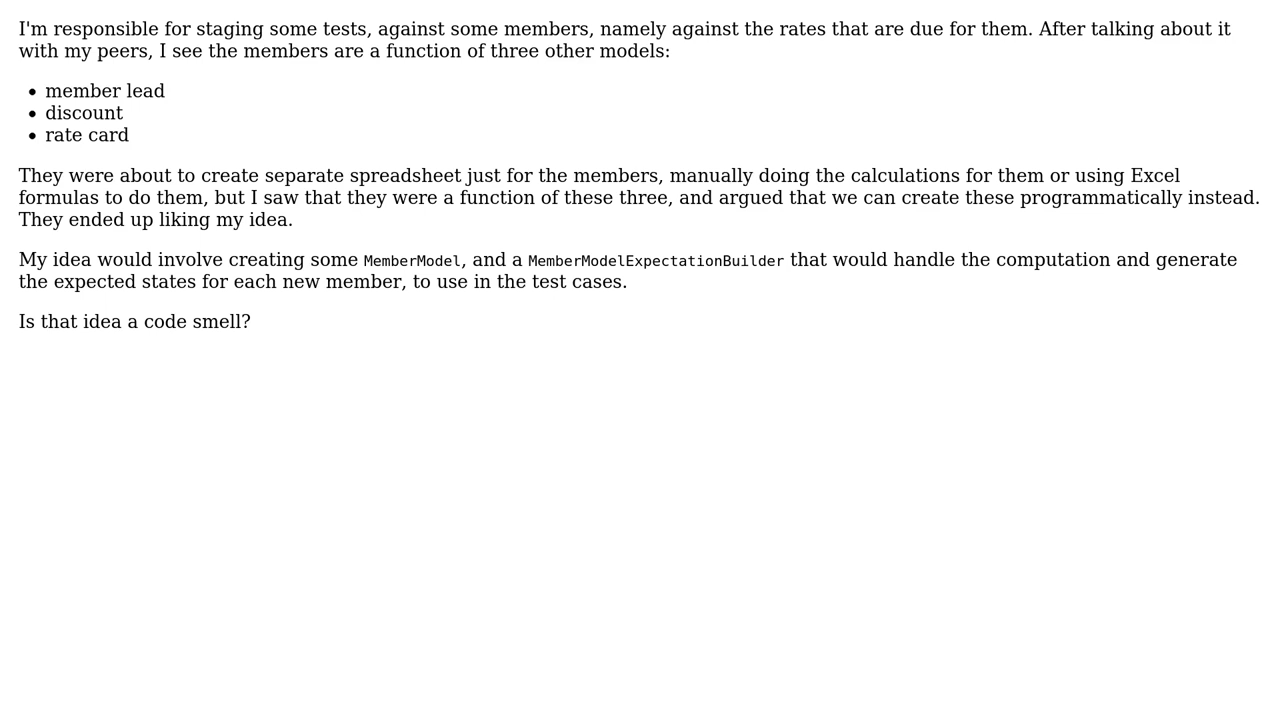 I'm responsible for staging some tests, against some members, namely against the rates that are due for them. After talking about it
with my peers, I see the members are a function of three other models:
• member lead
• discount
• rate card
They were about to create separate spreadsheet just for the members, manually doing the calculations for them or using Excel
formulas to do them, but I saw that they were a function of these three, and argued that we can create these programmatically instead.
They ended up liking my idea.
My idea would involve creating some MemberModel, and a MemberModelExpectationBuilder that would handle the computation and generate
the expected states for each new member, to use in the test cases.
Is that idea a code smell?